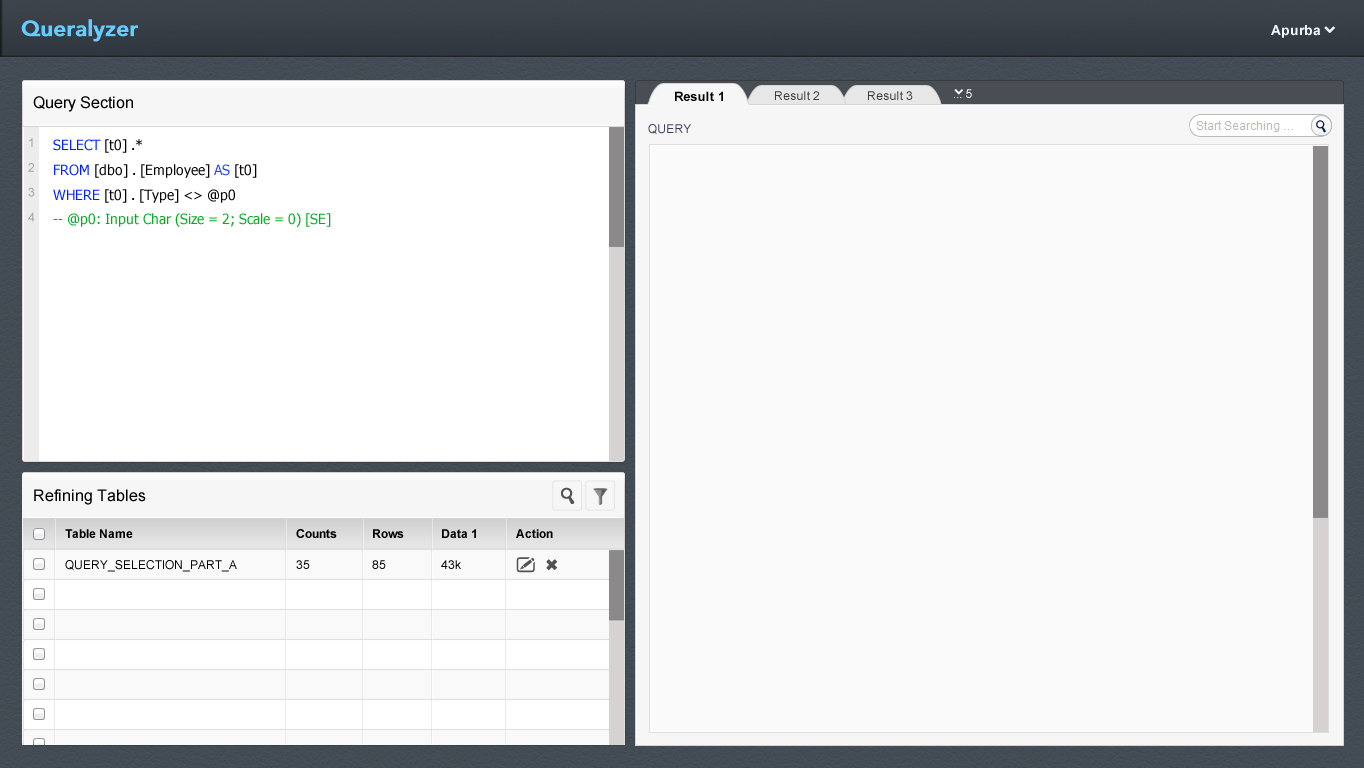 Queralyzer
Apurba
Query Section
1 SELECT [t0] .*
2 FROM [dbo] . [Employee] AS [t0]
3 WHERE [t0] . [Type] <> @p0
4 -- @p0: Input Char (Size = 2; Scale = 0) [SE]
Refining Tables
Table Name Counts Rows Data 1 Action
QUERY_SELECTION_PART_A 35 85 43k
Result 1 Result 2 Result 3 5
QUERY Start Searching ...